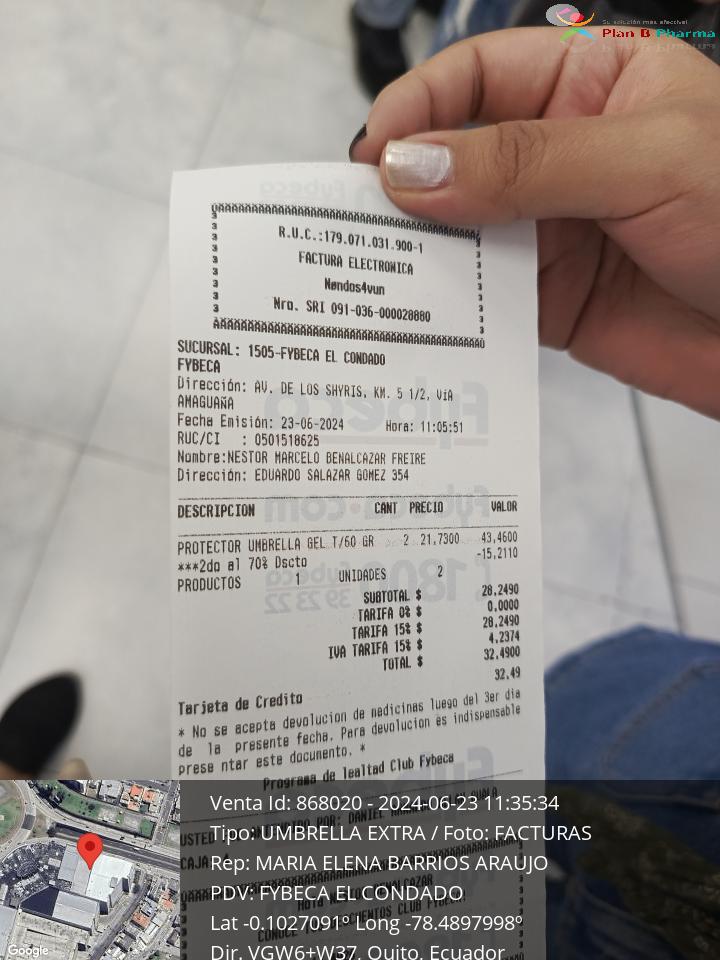 Su solución más efectiva!
Plan B Pharma
R.U.C.:179.071.031.900-1
FACTURA ELECTRONICA
Nøndos4vun
Nro. SRI 091-036-000028880
SUCURSAL: 1505-FYBECA EL CONDADO
FYBECA
Dirección: AV. DE LOS SHYRIS, KM. 5 1/2, VíA
AMAGUAÑA
Fecha Emisión: 23-06-2024 Hora: 11:05:51
RUC/CI : 0501518625
Nombre:NESTOR MARCELO BENALCAZAR FREIRE
Dirección: EDUARDO SALAZAR GOMEZ 354
DESCRIPCION CANT PRECIO VALOR
PROTECTOR UMBRELLA GEL T/60 GR 2 21.7300 43,4600
***2do al 70% Dscto -15,2110
PRODUCTOS 1 UNIDADES 2
SUBTOTAL $ 28,2490
TARIFA 0% $ 0,0000
TARIFA 15% $ 28,2490
IVA TARIFA 15% $ 4,2374
TOTAL $ 32,4900
Tarjeta de Credito 32,49
* No se acepta devolucion de medicinas luego del 3er dia
de la presente fecha. Para devolucion es indispensable
prese ntar este documento. *
Programa de lealtad Club Fybeca
Venta Id: 868020 - 2024-06-23 11:35:34
Tipo: UMBRELLA EXTRA / Foto: FACTURAS
Rep: MARIA ELENA BARRIOS ARAUJO
PDV: FYBECA EL CONDADO
Lat -0.1027091° Long -78.4897998°
Dir. VGW6+W37, Quito, Ecuador
Google